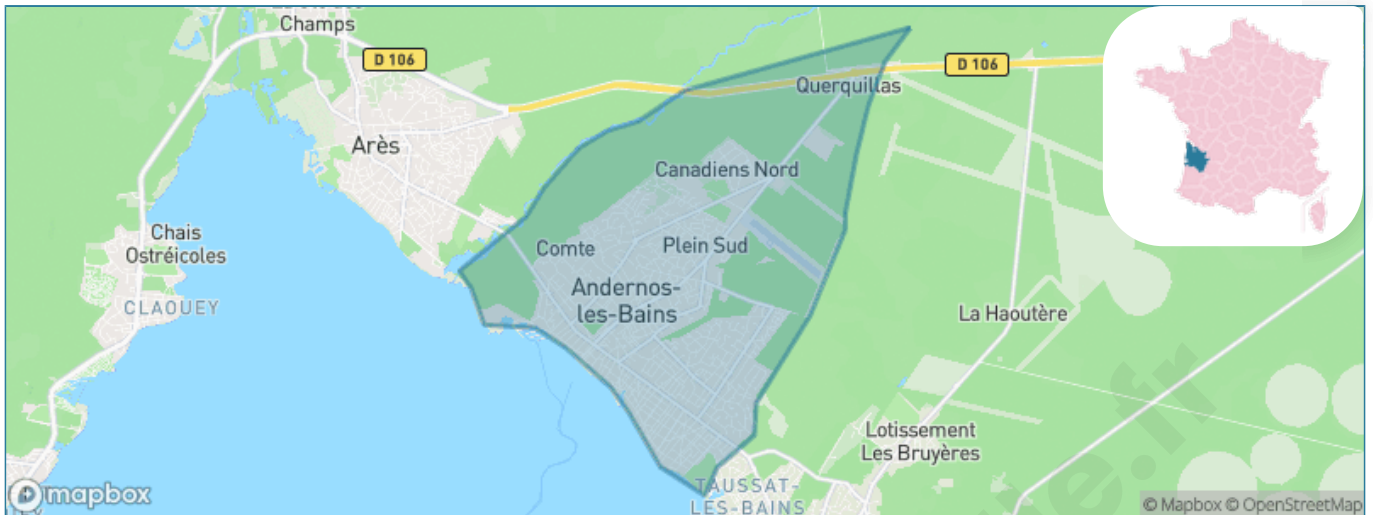 Champs
D 106
D 106
Querquillas
Arès
Canadiens Nord
Chais
Ostréicoles
Comte
Plein Sud
Andernos-
les-Bains
CLAOUEY
La Haoutère
Lotissement
Les Bruyères
TAUSSAT-
LES-BAINS
mapbox
© Mapbox © OpenStreetMap